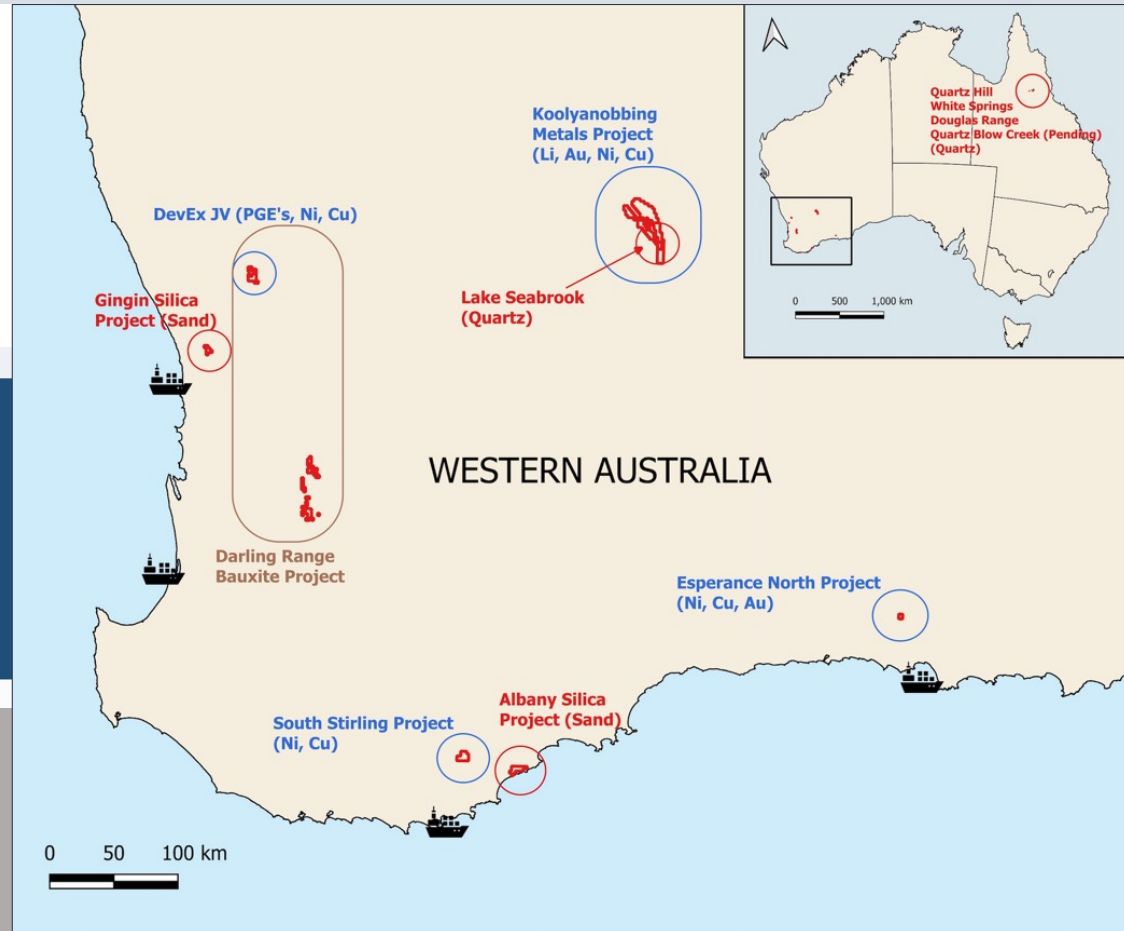 Koolyanobbing
Metals Project
(Li, Au, Ni, Cu)
DevEx JV (PGE's, Ni, Cu)
Gingin Silica
Project (Sand)
Lake Seabrook
(Quartz)
WESTERN AUSTRALIA
Darling Range
Bauxite Project
Esperance North Project
(Ni, Cu, Au)
Albany Silica
Project (Sand)
South Stirling Project
(Ni, Cu)
0 50 100 km
Quartz Hill
White Springs
Douglas Range
Quartz Blow Creek (Pending)
(Quartz)
0 500 1,000 km